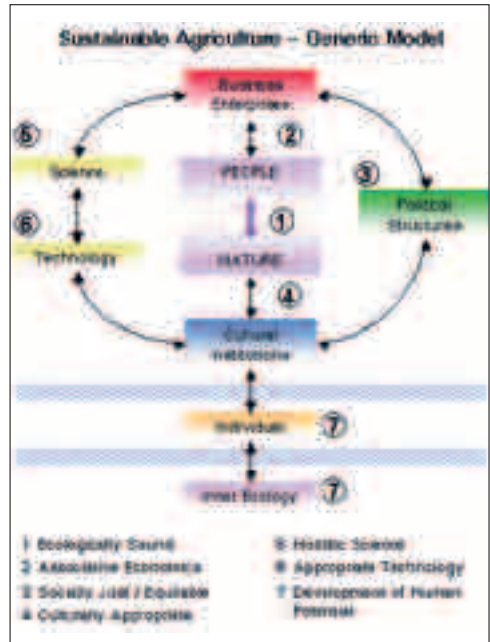 Sustainable Agriculture – Generic Model
Business
Enterprises
5
2
Science
PEOPLE
3
Political
Structures
6
1
Technology
NATURE
4
Cultural
Institutions
Individual 7
Inner Ecology 7
1 Ecologically Sound
2 Associative Economics
3 Socially Just / Equitable
4 Culturally Appropriate
5 Holistic Science
6 Appropriate Technology
7 Development of Human
Potential